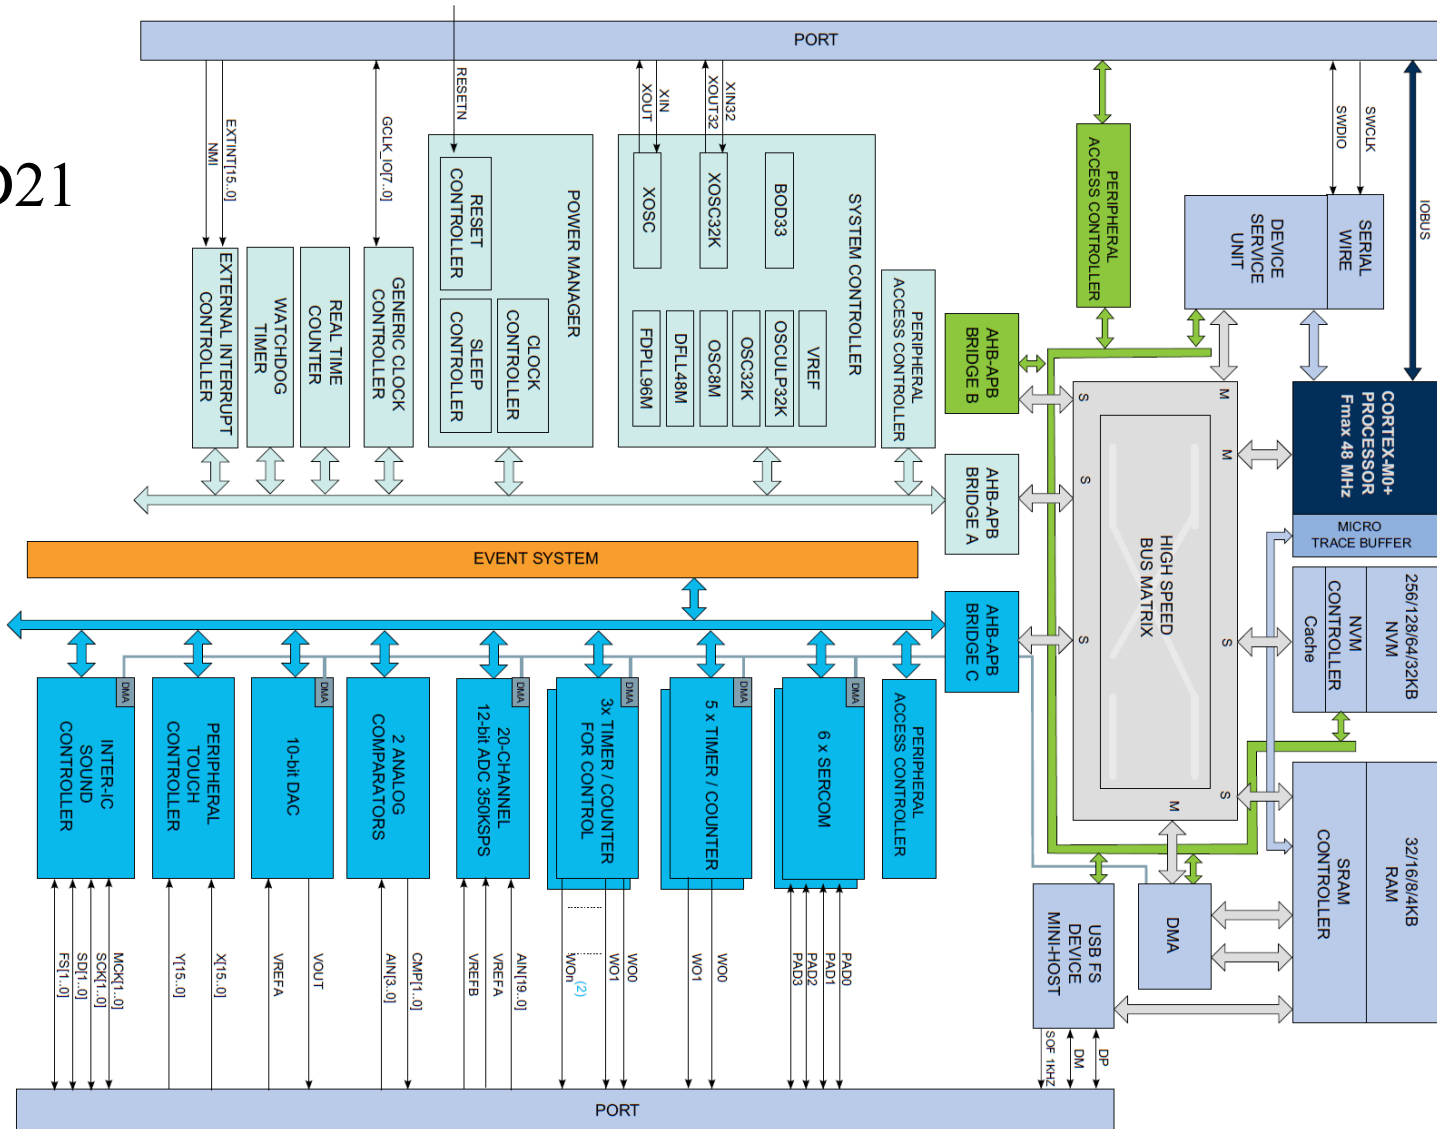 PORT
D21
RESETN
EXTINT[15..0]
NMI
GCLK_IO[7..0]
XOUT
XIN
XOUT32
XIN32
SWDIO
SWCLK
IOBUS
EXTERNAL INTERRUPT
CONTROLLER
WATCHDOG
TIMER
REAL TIME
COUNTER
GENERIC CLOCK
CONTROLLER
POWER MANAGER
RESET
CONTROLLER
SLEEP
CONTROLLER
CLOCK
CONTROLLER
SYSTEM CONTROLLER
XOSC
XOSC32K
BOD33
FDPLL96M
DFLL48M
OSC8M
OSC32K
OSCULP32K
VREF
PERIPHERAL
ACCESS CONTROLLER
PERIPHERAL
ACCESS CONTROLLER
AHB-APB
BRIDGE B
AHB-APB
BRIDGE A
AHB-APB
BRIDGE C
DEVICE
SERVICE
UNIT
SERIAL
WIRE
CORTEX-M0+
PROCESSOR
Fmax 48 MHz
MICRO
TRACE BUFFER
HIGH SPEED
BUS MATRIX
M
M
S
S
S
S
S
M
256/128/64/32KB
NVM
NVM
CONTROLLER
Cache
32/16/8/4KB
RAM
SRAM
CONTROLLER
DMA
USB FS
DEVICE
MINI-HOST
EVENT SYSTEM
DMA
INTER-IC
SOUND
CONTROLLER
PERIPHERAL
TOUCH
CONTROLLER
DMA
10-bit DAC
2 ANALOG
COMPARATORS
DMA
20-CHANNEL
12-bit ADC 350KSPS
DMA
3x TIMER / COUNTER
FOR CONTROL
DMA
5 x TIMER / COUNTER
DMA
6 x SERCOM
PERIPHERAL
ACCESS CONTROLLER
FS[1..0]
SD[1..0]
SCK[1..0]
MCK[1..0]
Y[15..0]
X[15..0]
VREFA
VOUT
AIN[3..0]
CMP[1..0]
VREFB
VREFA
AIN[19..0]
WOn
(2)
WO1
WO0
WO1
WO0
PAD3
PAD2
PAD1
PAD0
SOF 1KHZ
DM
DP
PORT